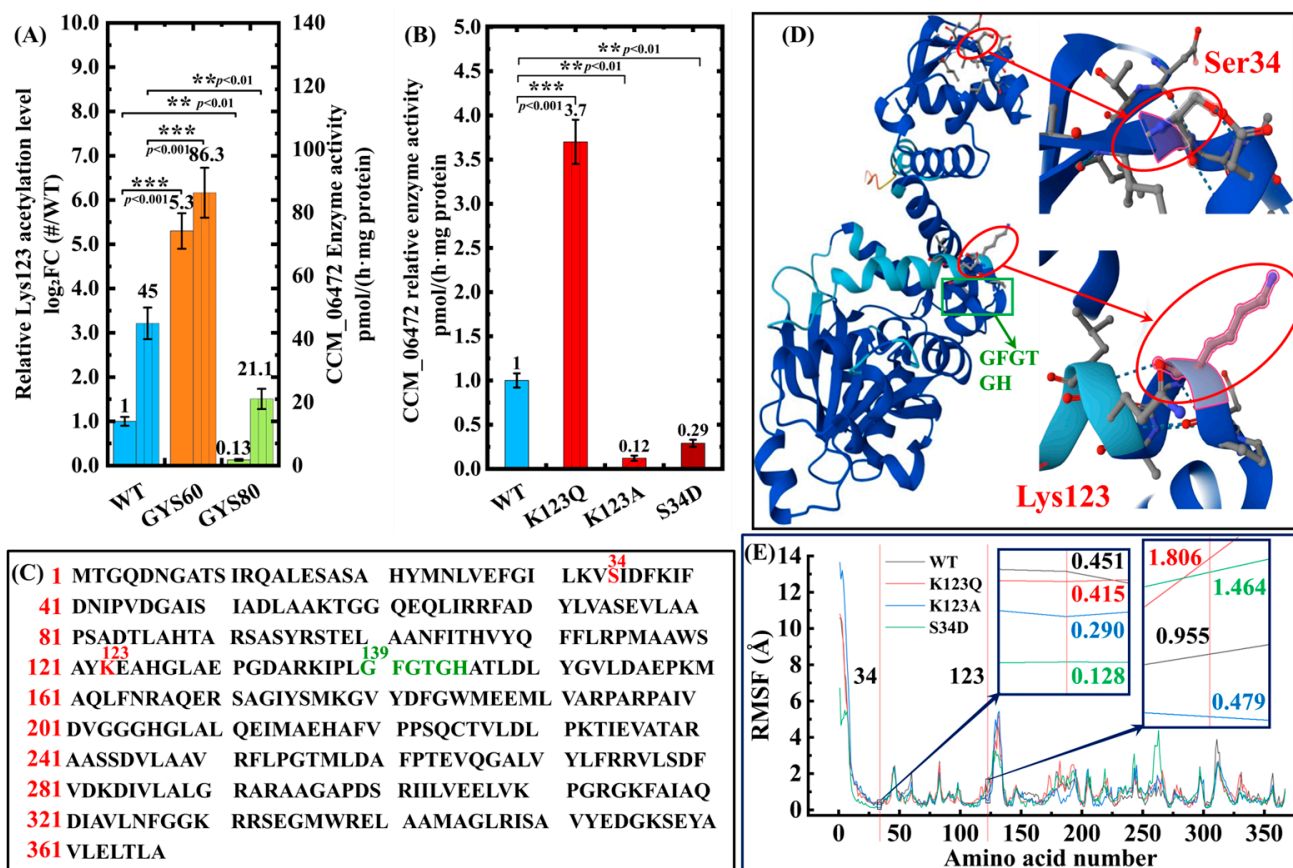 (A)
Relative Lys123 acetylation level
log₂FC (#/WT)
10.0
9.0
8.0
7.0
6.0
5.0
4.0
3.0
2.0
1.0
0.0
140
120
100
80
60
40
20
0
CCM_06472 Enzyme activity
pmol/(h·mg protein)
** p<0.01
** p<0.01
***
p<0.001
***
p<0.001
86.3
5.3
45
1
0.13
21.1
WT
GYS60
GYS80
(B)
CCM_06472 relative enzyme activity
pmol/(h·mg protein)
5.0
4.5
4.0
3.5
3.0
2.5
2.0
1.5
1.0
0.5
0.0
** p<0.01
** p<0.01
***
p<0.001
3.7
1
0.12
0.29
WT
K123Q
K123A
S34D
(D)
Ser34
GFGT
GH
Lys123
(C)
34
1 MTGQDNGATS IRQALESASA HYMNLVEFGI LKVSIDFKIF
41 DNIPVDGAIS IADLAAKTGG QEQLIRRFAD YLVASEVLAA
81 PSADTLAHTA RSASYRSTEL AANFITHVYQ FFLRPMAAWS
123 139
121 AYKEAHGLAE PGDARKIPLG FGTGHATLDL YGVLDAEPKM
161 AQLFNRAQER SAGIYSMKGV YDFGWMEEML VARPARPAIV
201 DVGGGHGLAL QEIMAEHAFV PPSQCTVLDL PKTIEVATAR
241 AASSDVLAAV RFLPGTMLDA FPTEVQGALV YLFRRVLSDF
281 VDKDIVLALG RARAAGAPDS RIILVEELVK PGRGKFAIAQ
321 DIAVLNFGGK RRSEGMWREL AAMAGLRISA VYEDGKSEYA
361 VLELTLA
(E)
RMSF (Å)
14
12
10
8
6
4
2
0
WT
K123Q
K123A
S34D
34
123
0.451
0.415
0.290
0.128
1.806
1.464
0.955
0.479
0 50 100 150 200 250 300 350
Amino acid number